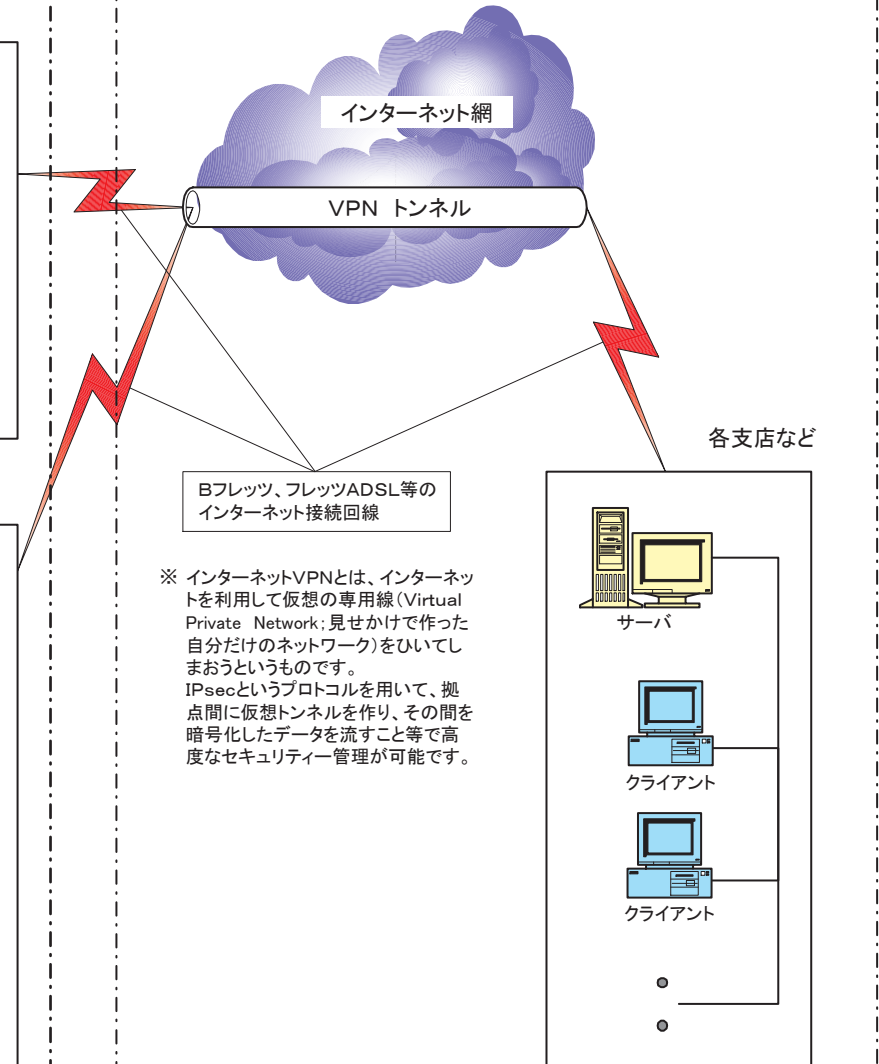 インターネット網
VPN トンネル
各支店など
Bフレッツ、フレッツADSL等の
インターネット接続回線
※ インターネットVPNとは、インターネッ
トを利用して仮想の専用線(Virtual
Private Network;見せかけで作った
自分だけのネットワーク)をひいてし
まおうというものです。
IPsecというプロトコルを用いて、拠
点間に仮想トンネルを作り、その間を
暗号化したデータを流すこと等で高
度なセキュリティー管理が可能です。
サーバ
クライアント
クライアント